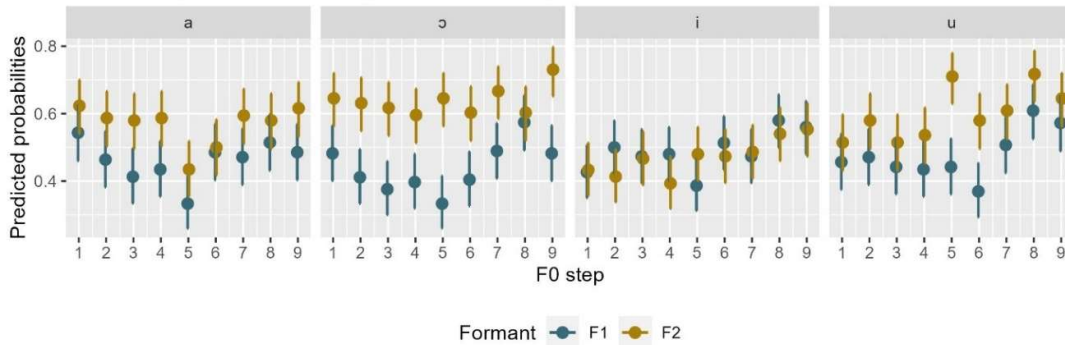 a ɔ i u
Predicted probabilities
0.8
0.6
0.4
1 2 3 4 5 6 7 8 9 1 2 3 4 5 6 7 8 9 1 2 3 4 5 6 7 8 9 1 2 3 4 5 6 7 8 9
F0 step
Formant F1 F2